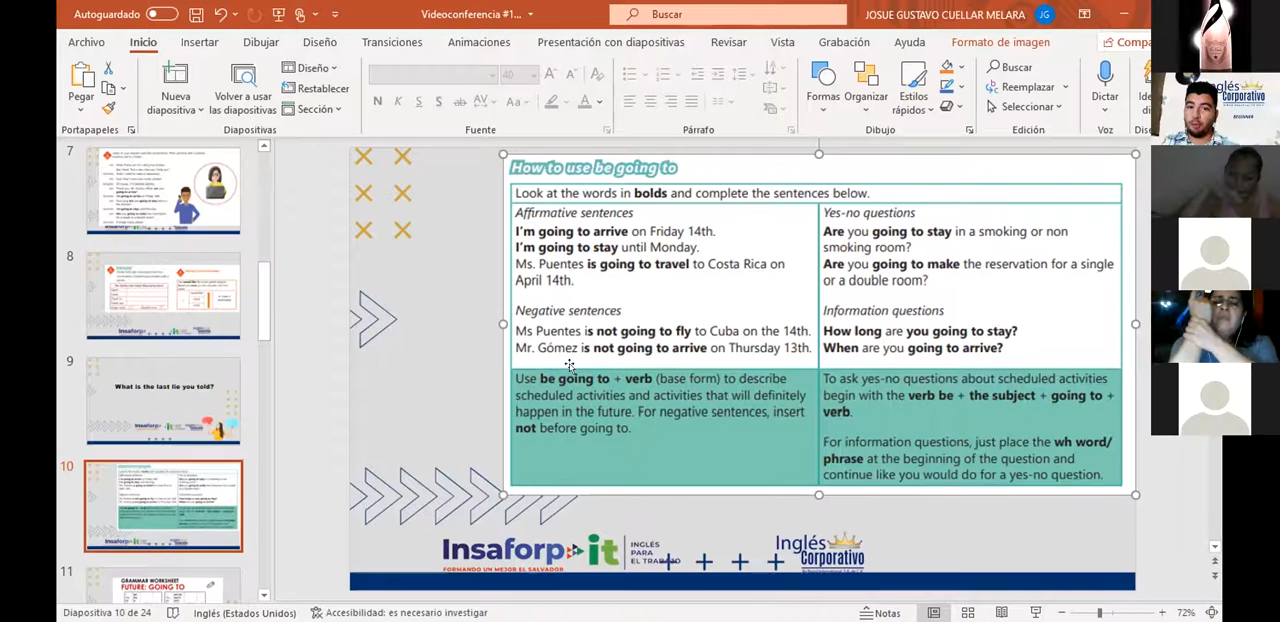 Autoguardado
Videoconferencia #1...
Buscar
JOSUE GUSTAVO CUELLAR MELARA
JG
Archivo Inicio Insertar Dibujar Diseño Transiciones Animaciones Presentación con diapositivas Revisar Vista Grabación Ayuda Formato de imagen
Pegar
Nueva diapositiva
Volver a usar las diapositivas
Diseño
Restablecer
Sección
Formas
Organizar
Estilos rápidos
Buscar
Reemplazar
Seleccionar
Dictar
Portapapeles Diapositivas Fuente Párrafo Dibujo Edición Voz
Inglés
Corporativo
BEGINNER
7
8
9
What is the last lie you told?
10
11
GRAMMAR WORKSHEET
FUTURE: GOING TO
How to use be going to
Look at the words in bolds and complete the sentences.
Affirmative sentences
I'm going to arrive on Friday 14th.
I'm going to stay until Monday.
Ms. Puentes is going to travel to Costa Rica on
April 14th.
Negative sentences
Ms Puentes is not going to fly to Cuba on the 14th.
Mr. Gómez is not going to arrive on Thursday 13th.
Yes-no questions
Are you going to stay in a smoking or non
smoking room?
Are you going to make the reservation for a single
or a double room?
Information questions
How long are you going to stay?
When are you going to arrive?
Use be going to + verb (base form) to describe
scheduled activities and activities that will definitely
happen in the future. For negative sentences, insert
not before going to.
To ask yes-no questions about scheduled activities
begin with the verb be + the subject + going to +
verb.
For information questions, just place the wh word/
phrase at the beginning of the question and
continue like you would do for a yes-no question.
Insaforp it
FORMANDO UN MEJOR EL SALVADOR
INGLÉS
PARA
EL TRABAJO
Inglés
Corporativo
Diapositiva 10 de 24 Inglés (Estados Unidos) Accesibilidad: es necesario investigar Notas 72%